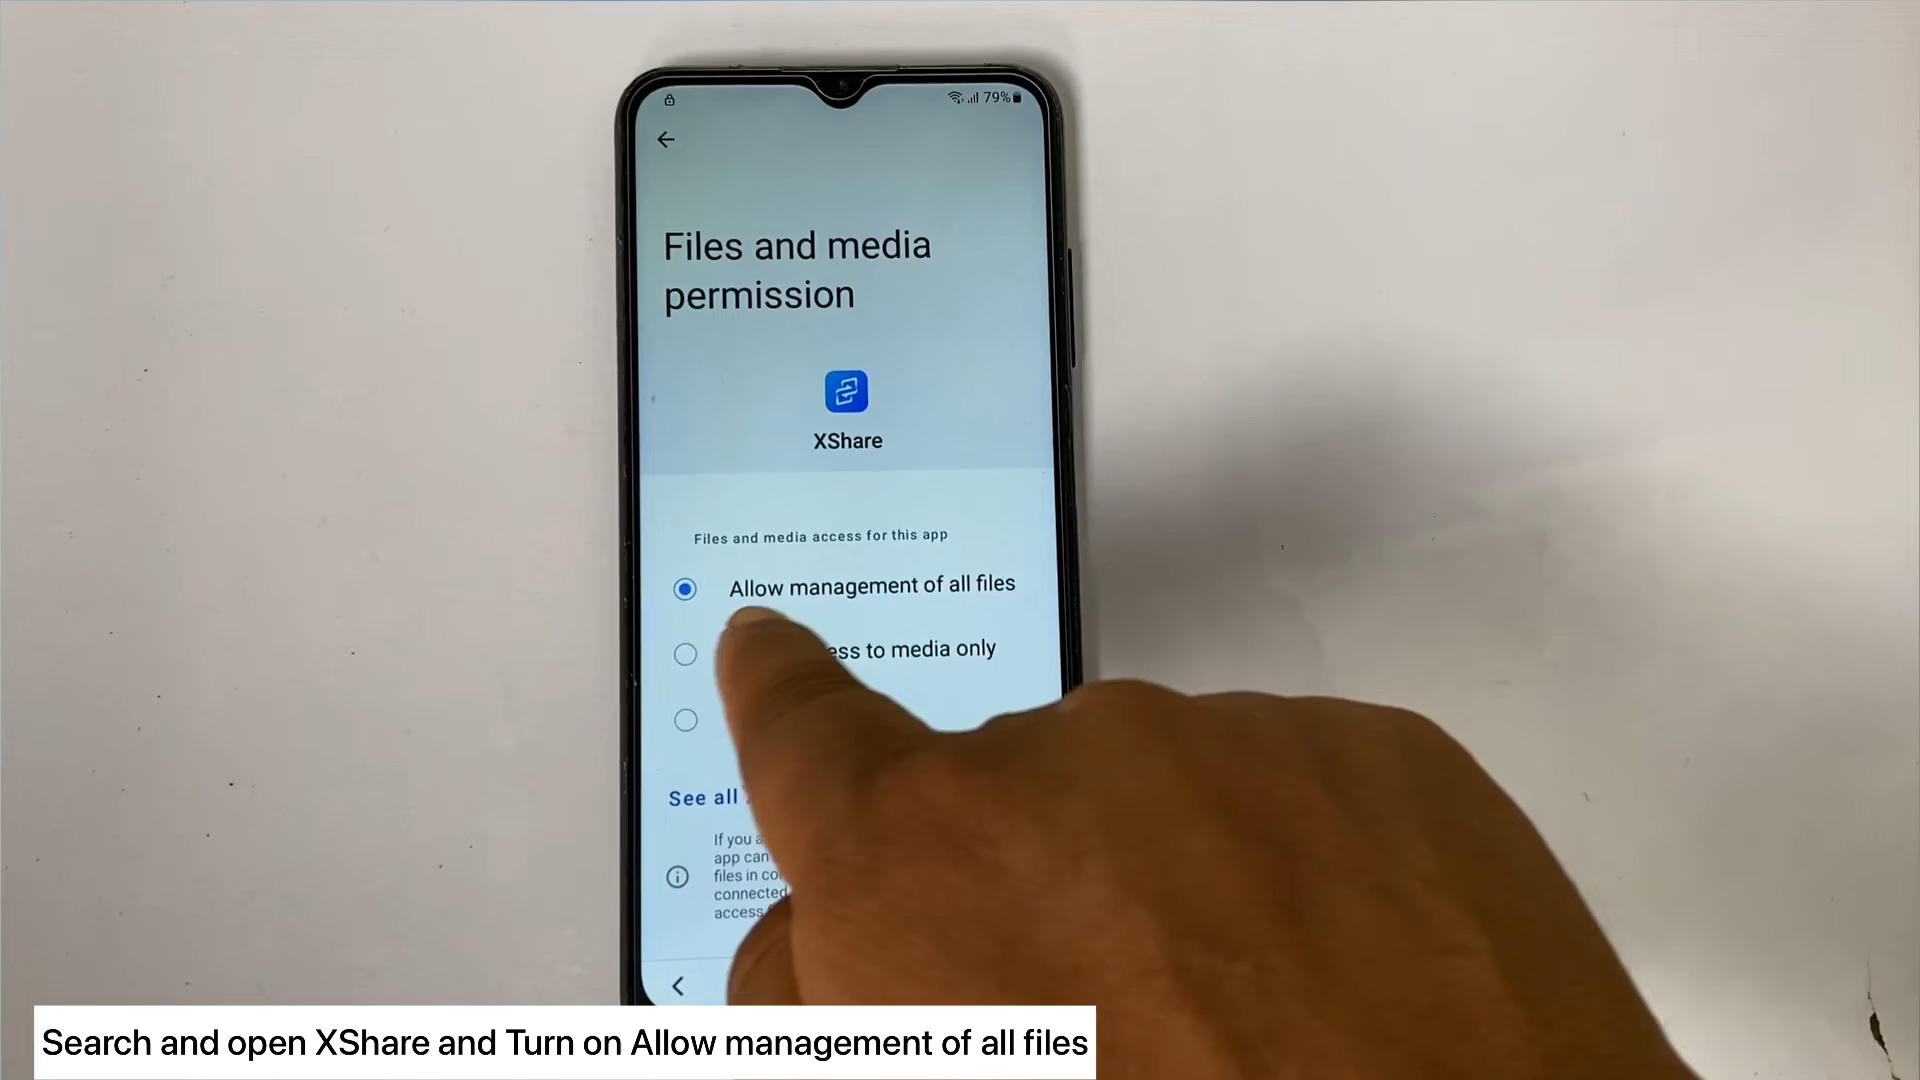 79%
Files and media
permission
XShare
Files and media access for this app
Allow management of all files
to media only
See all
If you
app can
files in
connected
access
Search and open XShare and Turn on Allow management of all files